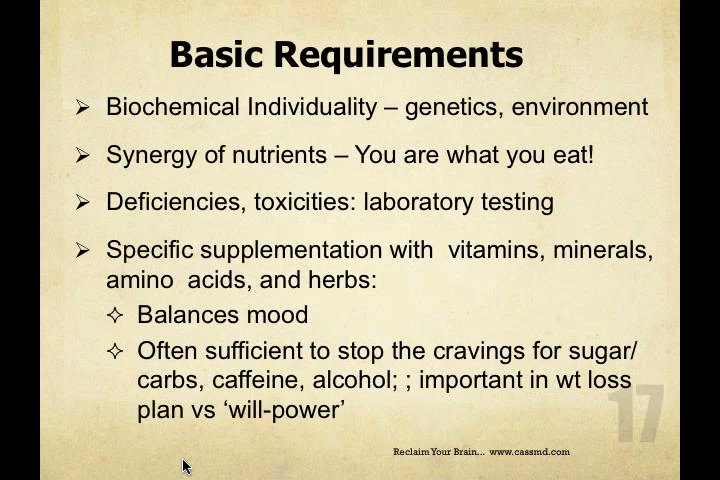 Basic Requirements
➢ Biochemical Individuality – genetics, environment
➢ Synergy of nutrients – You are what you eat!
➢ Deficiencies, toxicities: laboratory testing
➢ Specific supplementation with  vitamins, minerals,
amino  acids, and herbs:
✧ Balances mood
✧ Often sufficient to stop the cravings for sugar/
carbs, caffeine, alcohol; ; important in wt loss
plan vs ‘will-power’
17
Reclaim Your Brain... www.cassmd.com